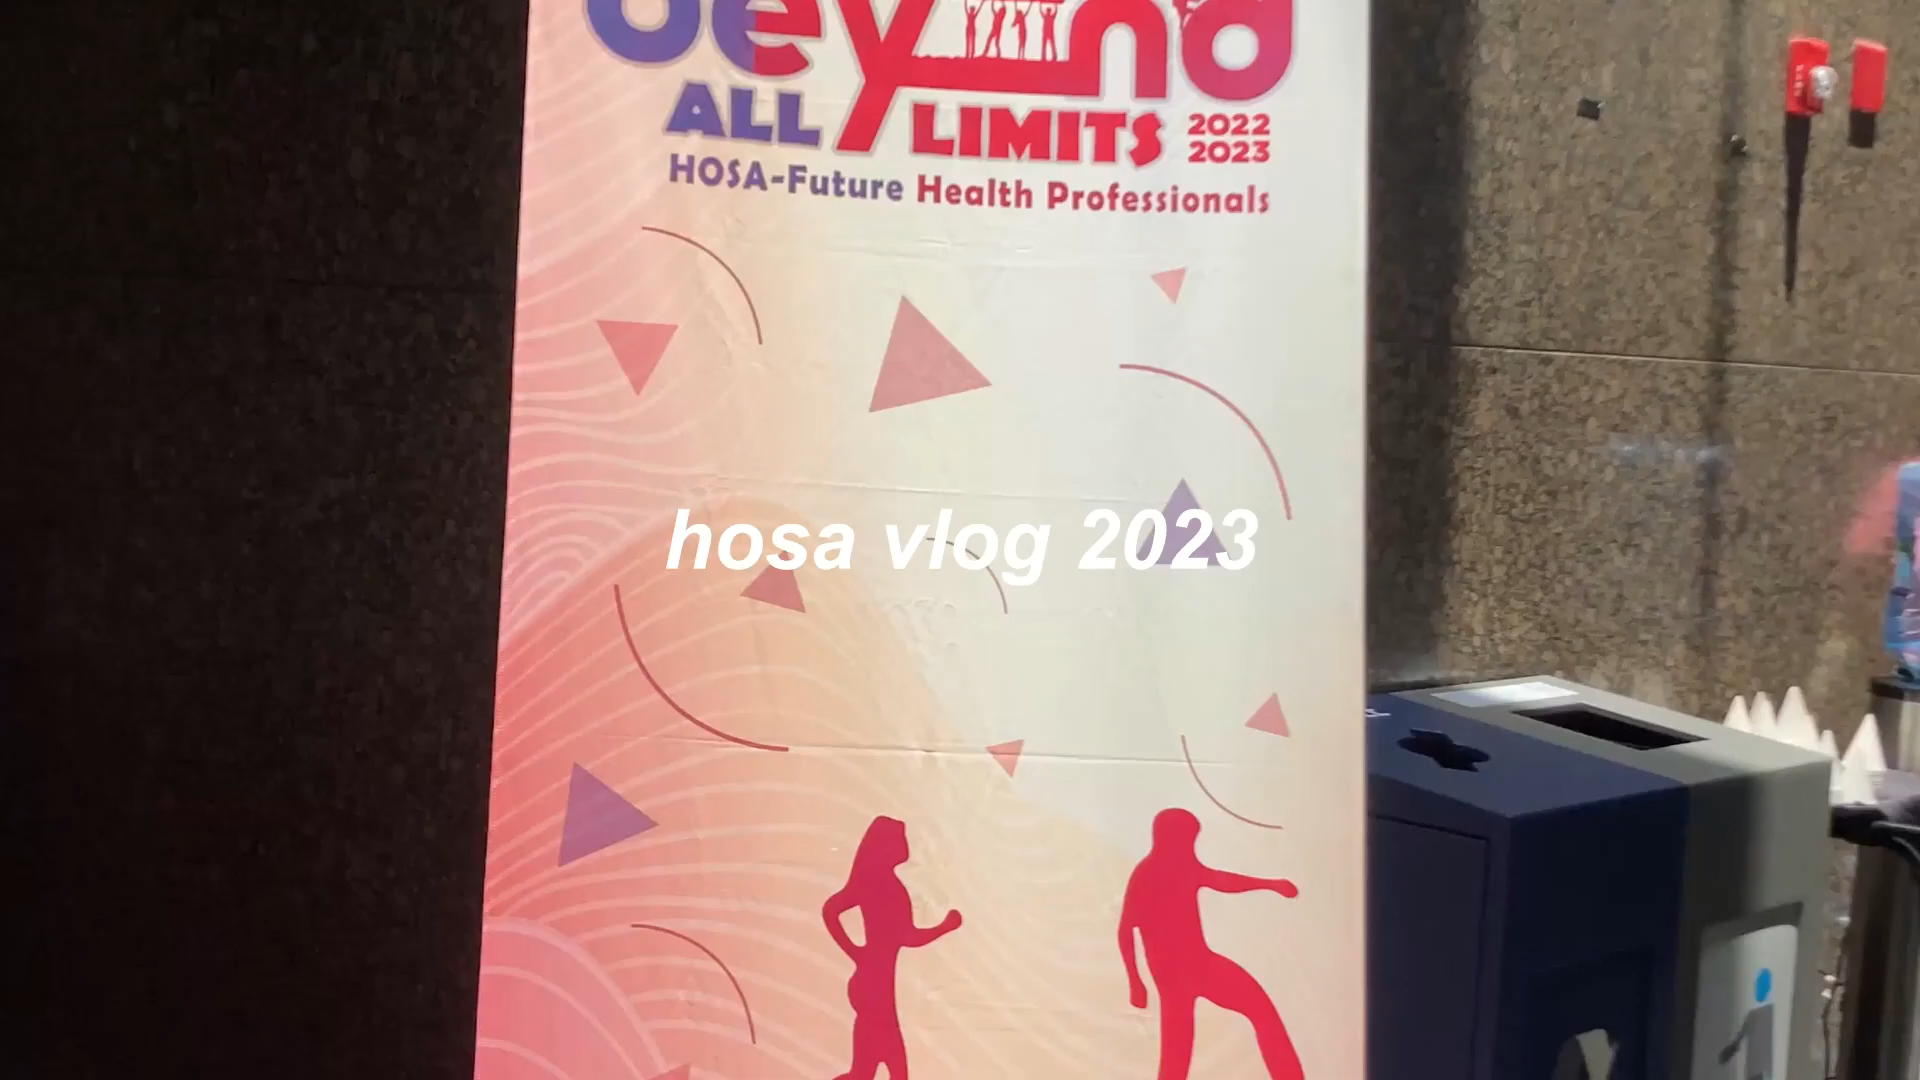 beyond
ALL LIMITS 2022
2023
HOSA-Future Health Professionals
hosa vlog 2023